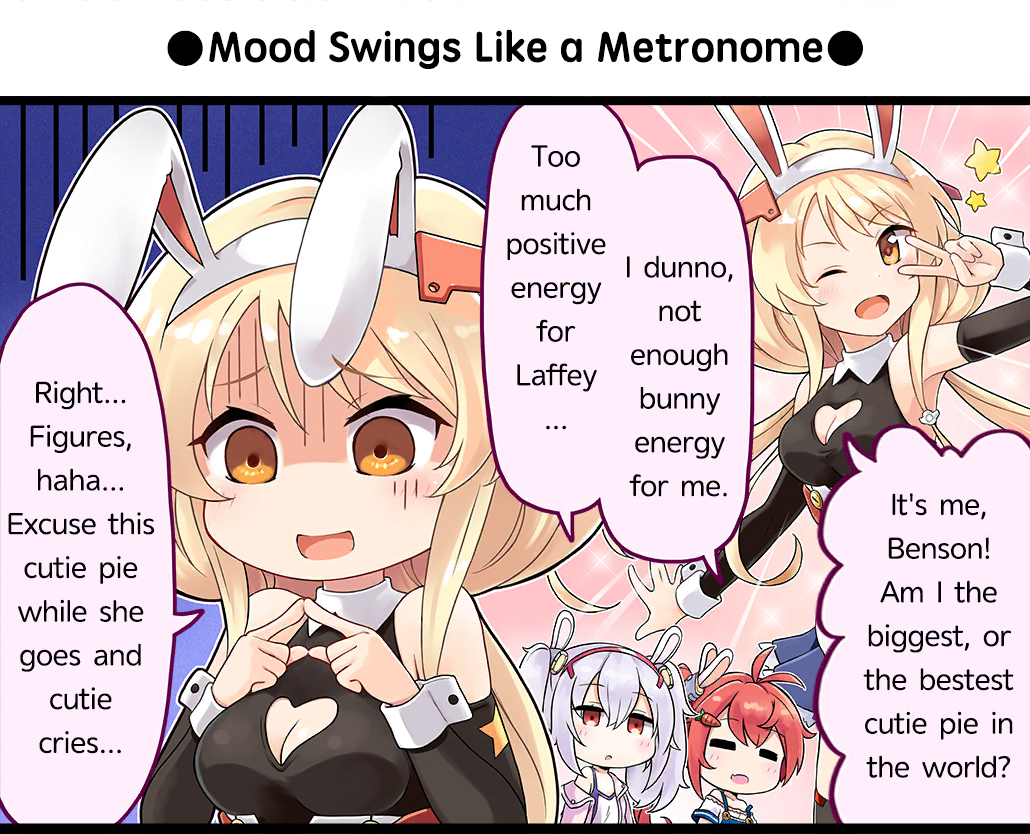 ●Mood Swings Like a Metronome●
It's me,
Benson!
Am I the
biggest, or
the bestest
cutie pie in
the world?
I dunno,
not
enough
bunny
energy
for me.
Too
much
positive
energy
for
Laffey
...
Right...
Figures,
haha...
Excuse this
cutie pie
while she
goes and
cutie
cries...